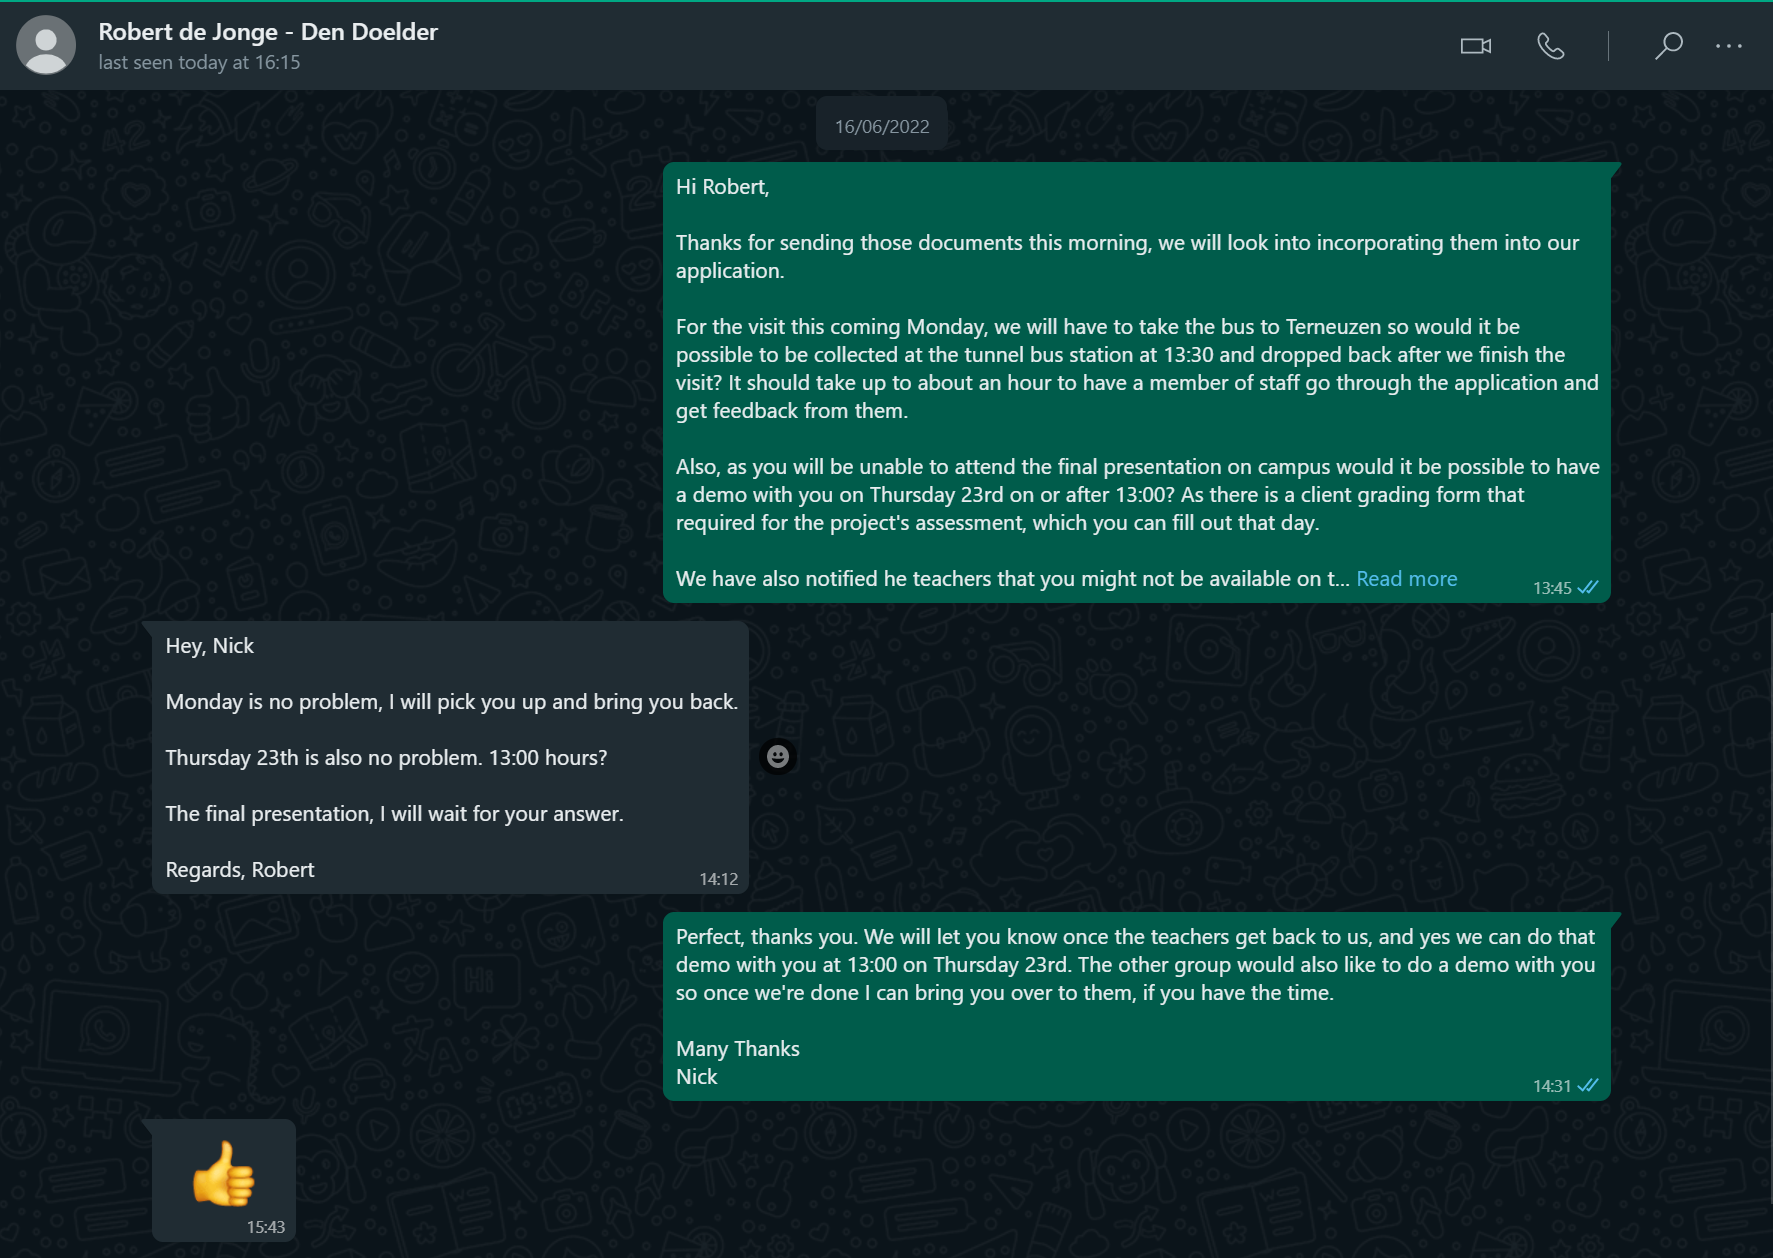 Robert de Jonge - Den Doelder
last seen today at 16:15
16/06/2022
Hi Robert,
Thanks for sending those documents this morning, we will look into incorporating them into our
application.
For the visit this coming Monday, we will have to take the bus to Terneuzen so would it be
possible to be collected at the tunnel bus station at 13:30 and dropped back after we finish the
visit? It should take up to about an hour to have a member of staff go through the application and
get feedback from them.
Also, as you will be unable to attend the final presentation on campus would it be possible to have
a demo with you on Thursday 23rd on or after 13:00? As there is a client grading form that
required for the project's assessment, which you can fill out that day.
We have also notified he teachers that you might not be available on t... Read more
13:45
Hey, Nick
Monday is no problem, I will pick you up and bring you back.
Thursday 23th is also no problem. 13:00 hours?
The final presentation, I will wait for your answer.
Regards, Robert
14:12
Perfect, thanks you. We will let you know once the teachers get back to us, and yes we can do that
demo with you at 13:00 on Thursday 23rd. The other group would also like to do a demo with you
so once we're done I can bring you over to them, if you have the time.
Many Thanks
Nick
14:31
15:43